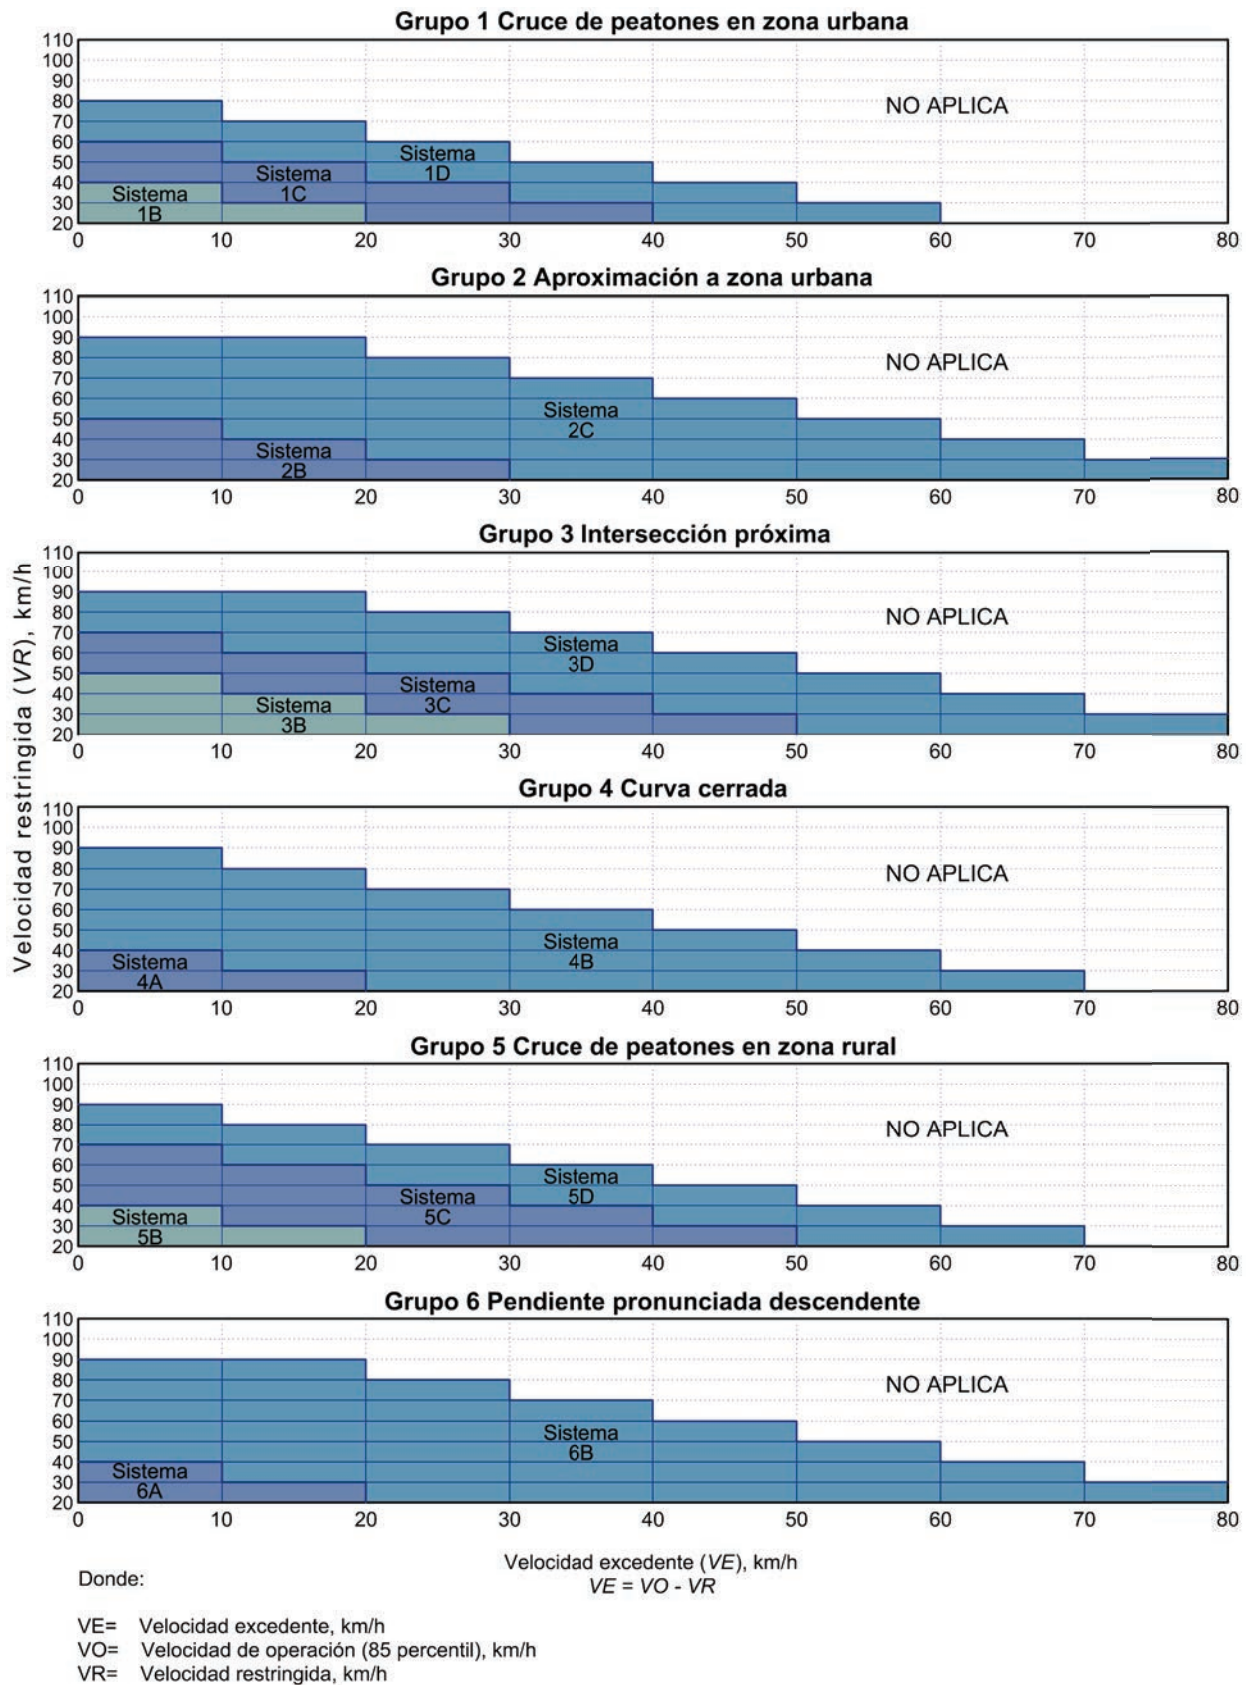 Grupo 1 Cruce de peatones en zona urbana
110
100
90
80
70
60
50
40
30
20
NO APLICA
Sistema
1D
Sistema
1C
Sistema
1B
0 10 20 30 40 50 60 70 80
Grupo 2 Aproximación a zona urbana
110
100
90
80
70
60
50
40
30
20
NO APLICA
Sistema
2C
Sistema
2B
0 10 20 30 40 50 60 70 80
Grupo 3 Intersección próxima
110
100
90
80
70
60
50
40
30
20
NO APLICA
Sistema
3D
Sistema
3C
Sistema
3B
0 10 20 30 40 50 60 70 80
Velocidad restringida (VR), km/h
Grupo 4 Curva cerrada
110
100
90
80
70
60
50
40
30
20
NO APLICA
Sistema
4B
Sistema
4A
0 10 20 30 40 50 60 70 80
Grupo 5 Cruce de peatones en zona rural
110
100
90
80
70
60
50
40
30
20
NO APLICA
Sistema
5D
Sistema
5C
Sistema
5B
0 10 20 30 40 50 60 70 80
Grupo 6 Pendiente pronunciada descendente
110
100
90
80
70
60
50
40
30
20
NO APLICA
Sistema
6B
Sistema
6A
0 10 20 30 40 50 60 70 80
Velocidad excedente (VE), km/h
VE = VO - VR
Donde:
VE= Velocidad excedente, km/h
VO= Velocidad de operación (85 percentil), km/h
VR= Velocidad restringida, km/h